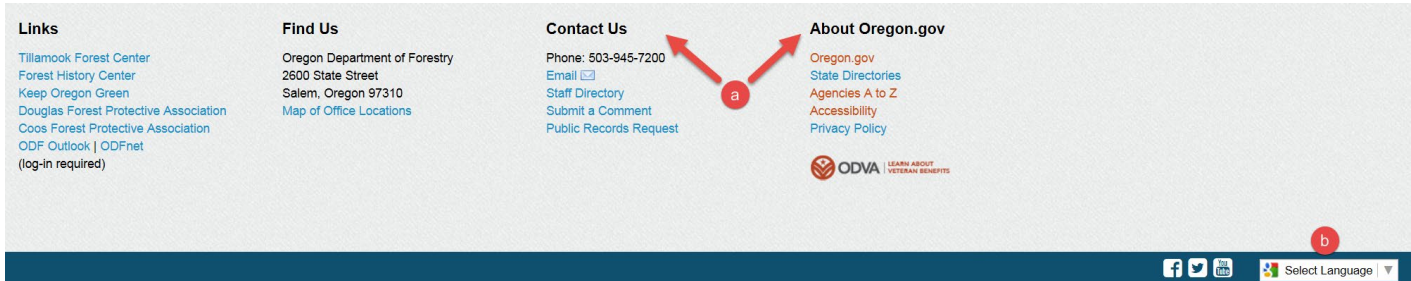 Links
Tillamook Forest Center
Forest History Center
Keep Oregon Green
Douglas Forest Protective Association
Coos Forest Protective Association
ODF Outlook | ODFnet
(log-in required)
Find Us
Oregon Department of Forestry
2600 State Street
Salem, Oregon 97310
Map of Office Locations
Contact Us
Phone: 503-945-7200
Email
Staff Directory
Submit a Comment
Public Records Request
a
About Oregon.gov
Oregon.gov
State Directories
Agencies A to Z
Accessibility
Privacy Policy
ODVA
LEARN ABOUT
VETERAN BENEFITS
b
You
Tube
Select Language